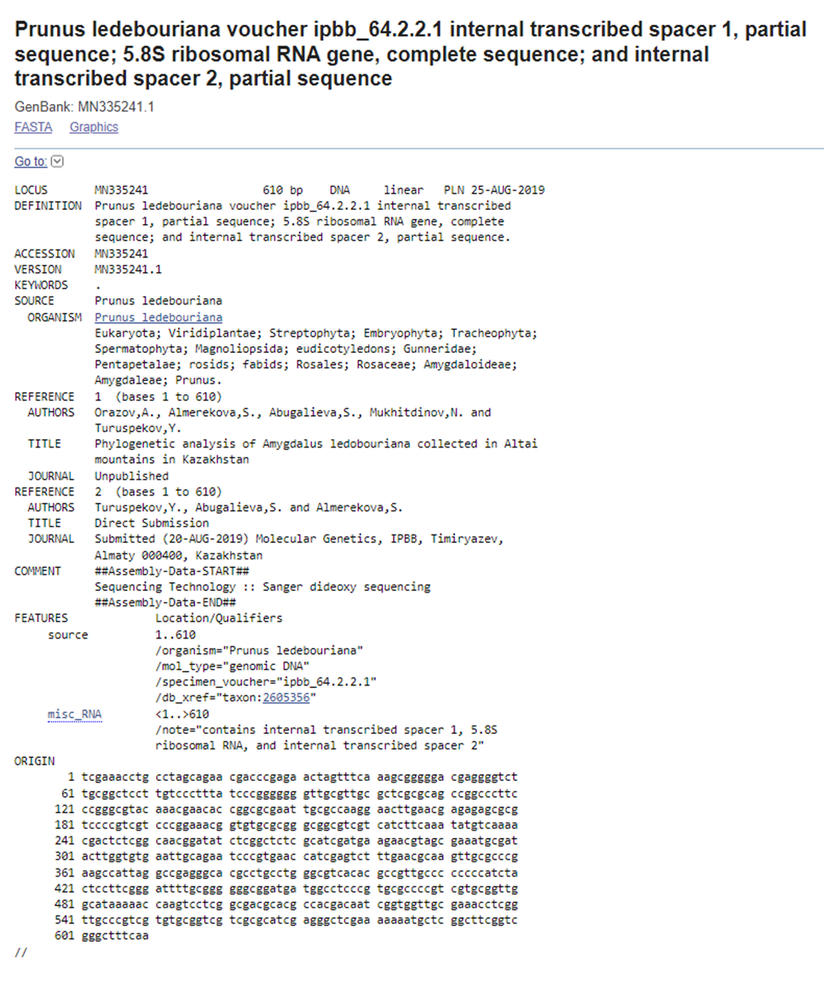 Prunus ledebouriana voucher ipbb_64.2.2.1 internal transcribed spacer 1, partial
sequence; 5.8S ribosomal RNA gene, complete sequence; and internal
transcribed spacer 2, partial sequence
GenBank: MN335241.1
FASTA Graphics
Go to:
LOCUS MN335241 610 bp DNA linear PLN 25-AUG-2019
DEFINITION Prunus ledebouriana voucher ipbb_64.2.2.1 internal transcribed
spacer 1, partial sequence; 5.8S ribosomal RNA gene, complete
sequence; and internal transcribed spacer 2, partial sequence.
ACCESSION MN335241
VERSION MN335241.1
KEYWORDS .
SOURCE Prunus ledebouriana
ORGANISM Prunus ledebouriana
Eukaryota; Viridiplantae; Streptophyta; Embryophyta; Tracheophyta;
Spermatophyta; Magnoliopsida; eudicotyledons; Gunneridae;
Pentapetalae; rosids; fabids; Rosales; Rosaceae; Amygdaloideae;
Amygdaleae; Prunus.
REFERENCE 1 (bases 1 to 610)
AUTHORS Orazov,A., Almerekova,S., Abugalieva,S., Mukhitdinov,N. and
Turuspekov,Y.
TITLE Phylogenetic analysis of Amygdalus ledobouriana collected in Altai
mountains in Kazakhstan
JOURNAL Unpublished
REFERENCE 2 (bases 1 to 610)
AUTHORS Turuspekov,Y., Abugalieva,S. and Almerekova,S.
TITLE Direct Submission
JOURNAL Submitted (20-AUG-2019) Molecular Genetics, IPBB, Timiryazev,
Almaty 000400, Kazakhstan
COMMENT ##Assembly-Data-START##
Sequencing Technology :: Sanger dideoxy sequencing
##Assembly-Data-END##
FEATURES Location/Qualifiers
source 1..610
/organism="Prunus ledebouriana"
/mol_type="genomic DNA"
/specimen_voucher="ipbb_64.2.2.1"
/db_xref="taxon:2605356"
misc_RNA <1..>610
/note="contains internal transcribed spacer 1, 5.8S
ribosomal RNA, and internal transcribed spacer 2"
ORIGIN
1 tcgaaacctg cctagcagaa cgacccgaga actagtttca aagcggggga cgaggggtct
61 tgcggctcct tgtcccttta tcccgggggg gttgcgttgc gctcgcgcag ccggcccttc
121 ccgggcgtac aaacgaacac cggcgcgaat tgcgccaagg aacttgaacg agagagcgcg
181 tccccgtcgt cccggaaacg gtgtgcgcgg gcggcgtcgt catcttcaaa tatgtcaaaa
241 cgactctcgg caacggatat ctcggctctc gcatcgatga agaacgtagc gaaatgcgat
301 acttggtgtg aattgcagaa tcccgtgaac catcgagtct ttgaacgcaa gttgcgcccg
361 aagccattag gccgagggca cgcctgcctg ggcgtcacac gccgttgccc cccccatcta
421 ctccttcggg attttgcggg gggcggatga tggcctcccg tgcgccccgt cgtgcggttg
481 gcataaaaac caagtcctcg gcgacgcacg ccacgacaat cggtggttgc gaaacctcgg
541 ttgcccgtcg tgtgcggtcg tcgcgcatcg agggctcgaa aaaaatgctc ggcttcggtc
601 gggctttcaa
//